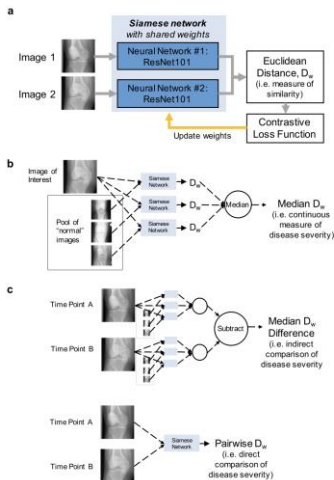 a
Siamese network
with shared weights
Image 1
Neural Network #1:
ResNet101
Image 2
Neural Network #2:
ResNet101
Euclidean
Distance, Dw
(i.e. measure of
similarity)
Update weights
Contrastive
Loss Function
b
Image of
Interest
Pool of
"normal"
images
Siamese
Network
Dw
Siamese
Network
Dw
Siamese
Network
Dw
Median
Median Dw
(i.e. continuous
measure of
disease severity)
c
Time Point A
Time Point B
Subtract
Median Dw
Difference
(i.e. indirect
comparison of
disease severity
Time Point A
Time Point B
Siamese
Network
Pairwise Dw
(i.e. direct
comparison of
disease severity)